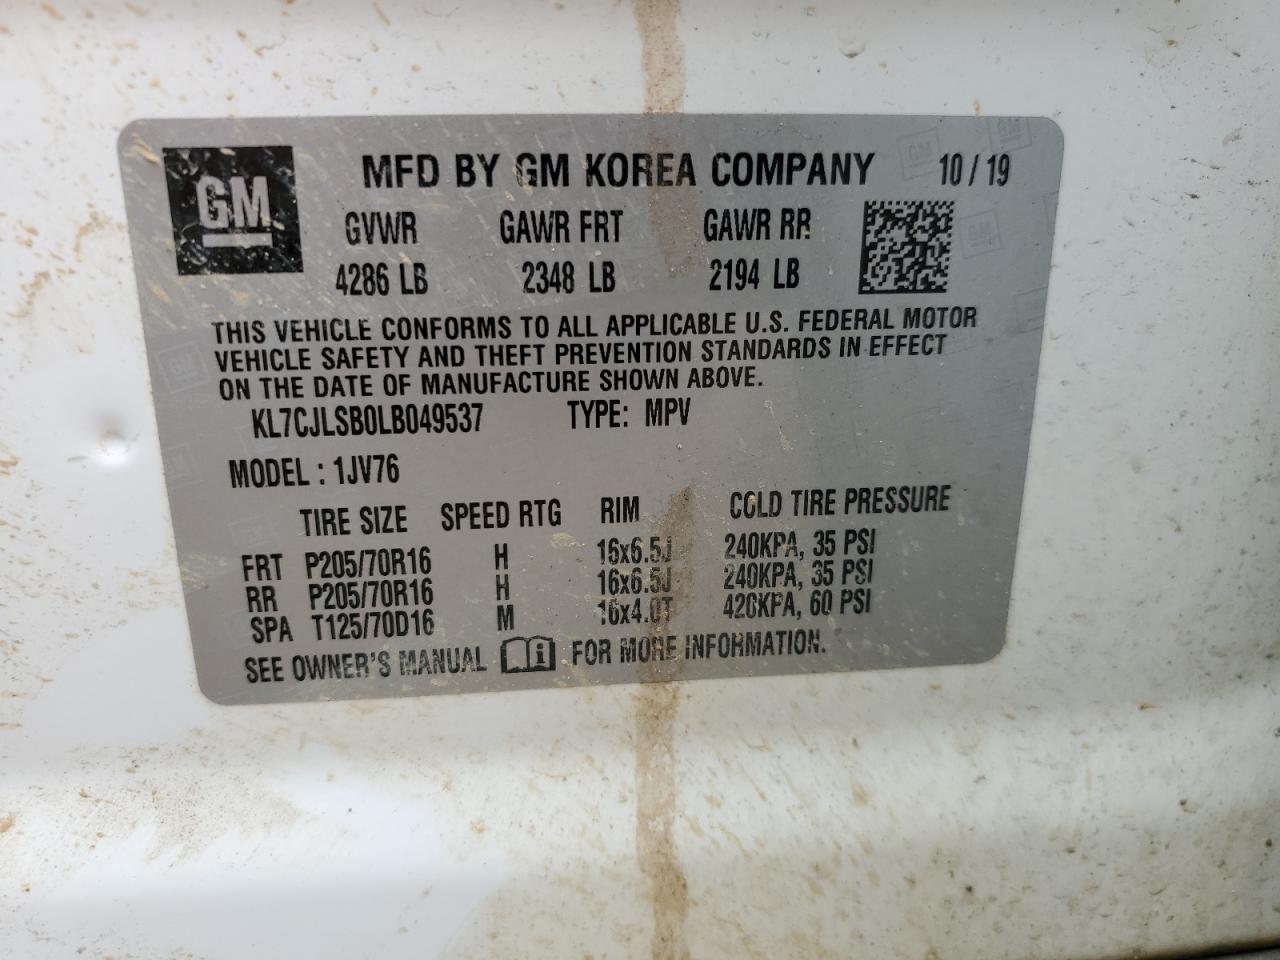 GM
MFD BY GM KOREA COMPANY 10 / 19
GVWR GAWR FRT GAWR RR
4286 LB 2348 LB 2194 LB
THIS VEHICLE CONFORMS TO ALL APPLICABLE U.S. FEDERAL MOTOR
VEHICLE SAFETY AND THEFT PREVENTION STANDARDS IN EFFECT
ON THE DATE OF MANUFACTURE SHOWN ABOVE.
KL7CJLSB0LB049537 TYPE: MPV
MODEL : 1JV76
TIRE SIZE SPEED RTG RIM COLD TIRE PRESSURE
FRT P205/70R16 H 16x6.5J 240KPA, 35 PSI
RR P205/70R16 H 16x6.5J 240KPA, 35 PSI
SPA T125/70D16 M 16x4.0T 420KPA, 60 PSI
SEE OWNER'S MANUAL i FOR MORE INFORMATION.